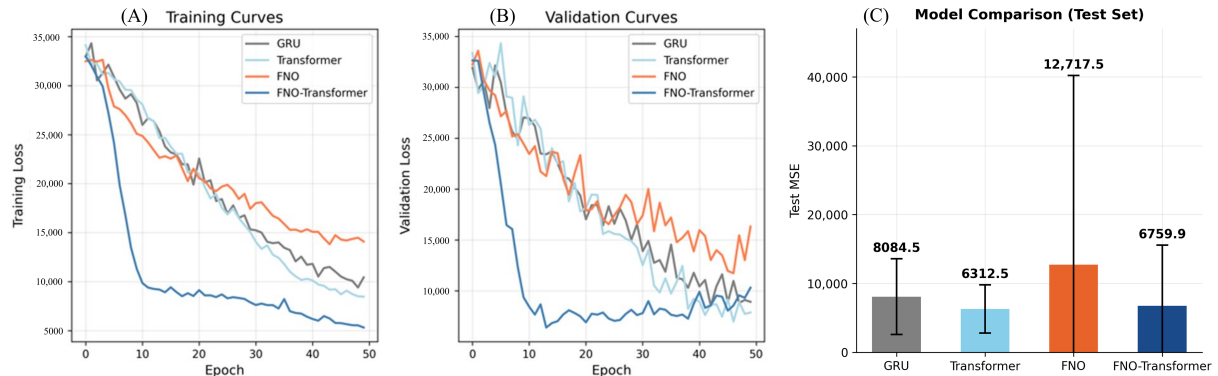 (A) Training Curves
35,000
30,000
25,000
20,000
15,000
10,000
5000
Training Loss
GRU
Transformer
FNO
FNO-Transformer
0 10 20 30 40 50
Epoch
(B) Validation Curves
35,000
30,000
25,000
20,000
15,000
10,000
Validation Loss
GRU
Transformer
FNO
FNO-Transformer
0 10 20 30 40 50
Epoch
(C) Model Comparison (Test Set)
40,000
30,000
20,000
10,000
0
Test MSE
8084.5
6312.5
12,717.5
6759.9
GRU Transformer FNO FNO-Transformer